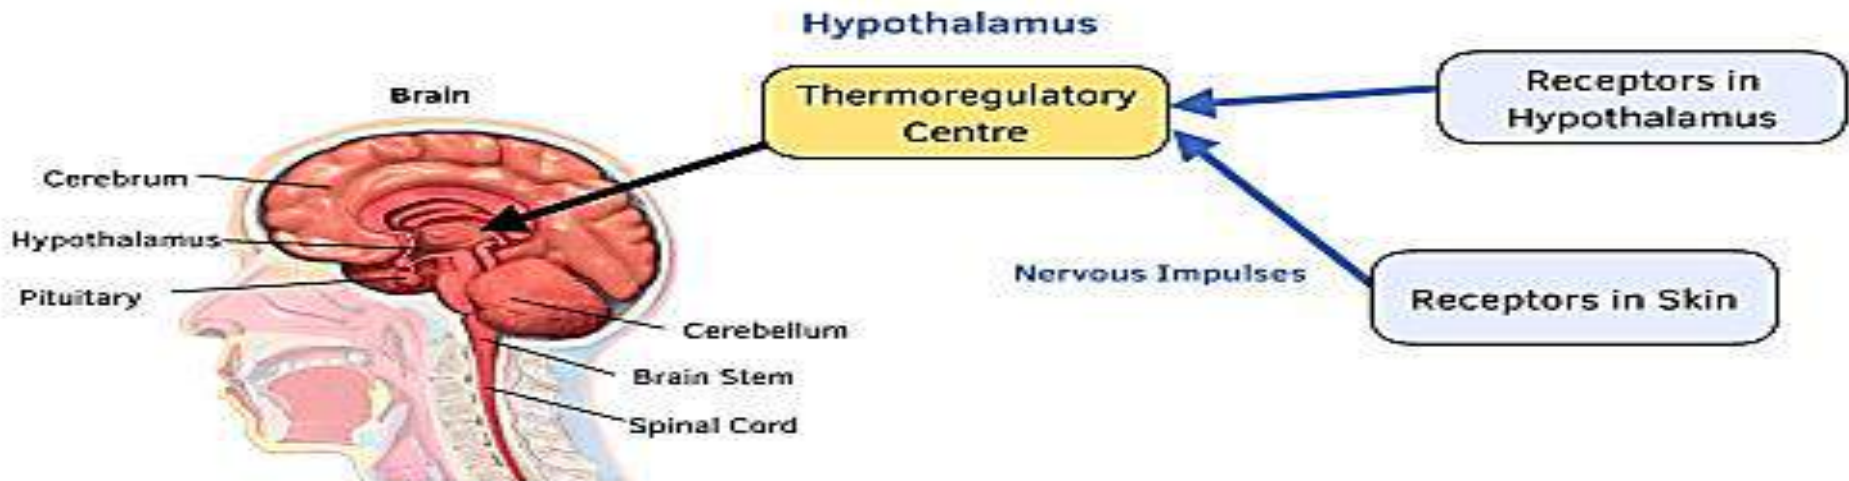 Hypothalamus
Brain
Thermoregulatory
Centre
Receptors in
Hypothalamus
Cerebrum
Hypothalamus
Pituitary
Nervous Impulses
Receptors in Skin
Cerebellum
Brain Stem
Spinal Cord